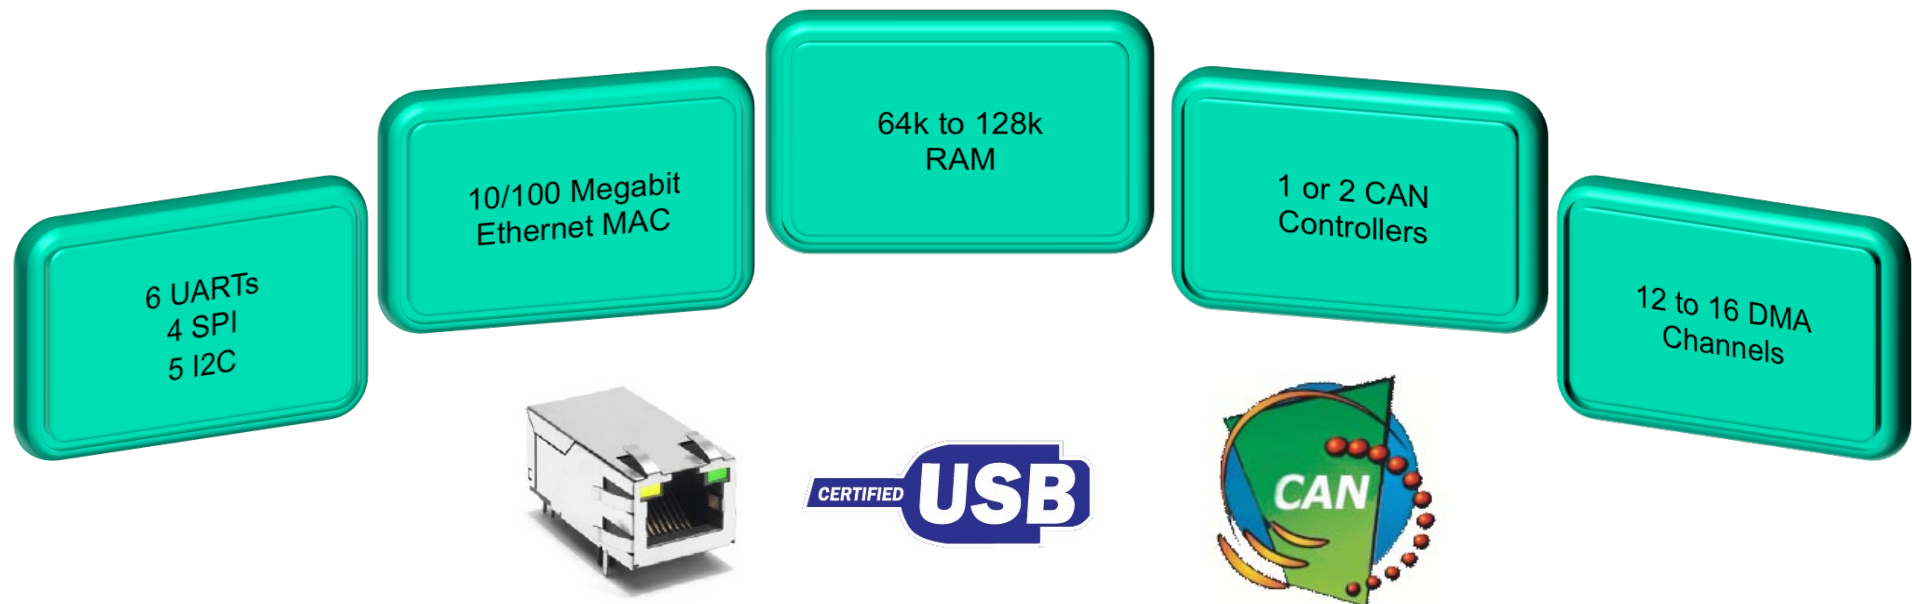 6 UARTs
4 SPI
5 I2C
10/100 Megabit
Ethernet MAC
64k to 128k
RAM
1 or 2 CAN
Controllers
12 to 16 DMA
Channels
CERTIFIED USB
CAN